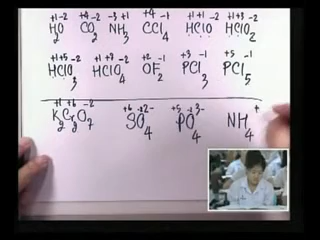 +1 -2 +4 -2 -3 +1 +4 -1 +1 +1 -2 +1 +3 -2
H2O CO2 NH3 CCl4 HClO HClO2
+1 +5 -2 +1 +7 -2 +2 -1 +3 -1 +5 -1
HClO3 HClO4 OF2 PCl3 PCl5
+1 +6 -2 +6 -2 2- +5 -2 3- +
K2Cr2O7 SO4 PO4 NH4